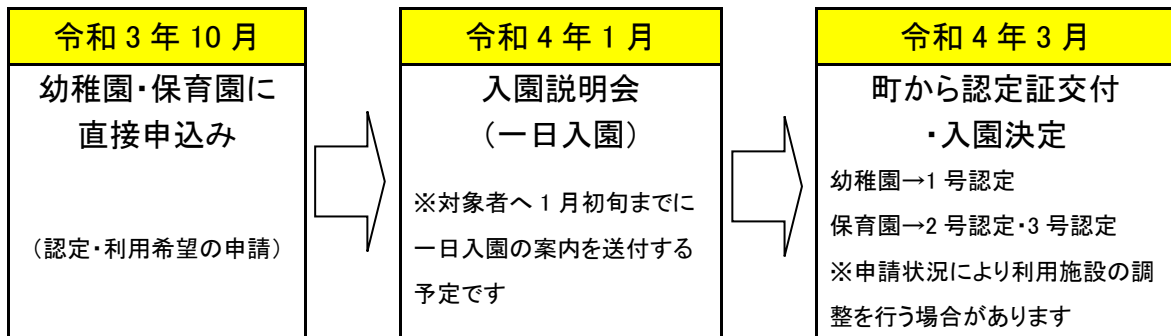 令和3年10月
幼稚園・保育園に
直接申込み
（認定・利用希望の申請）
令和4年1月
入園説明会
（一日入園）
※対象者へ1月初旬までに
一日入園の案内を送付する
予定です
令和4年3月
町から認定証交付
・入園決定
幼稚園→1号認定
保育園→2号認定・3号認定
※申請状況により利用施設の調
整を行う場合があります